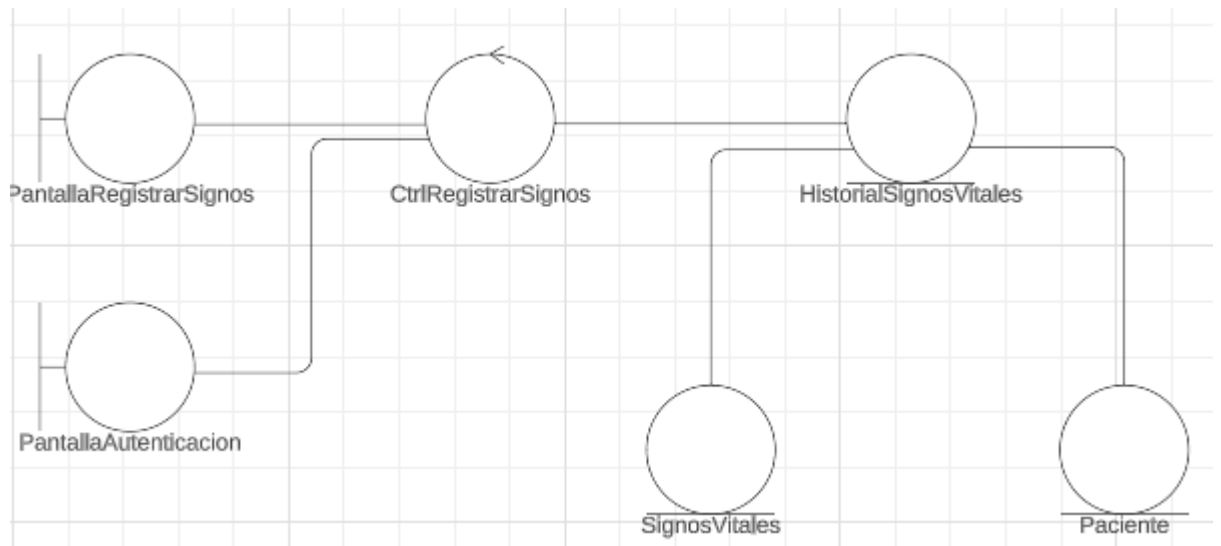 PantallaRegistrarSignos
CtrlRegistrarSignos
HistorialSignosVitales
PantallaAutenticacion
SignosVitales
Paciente